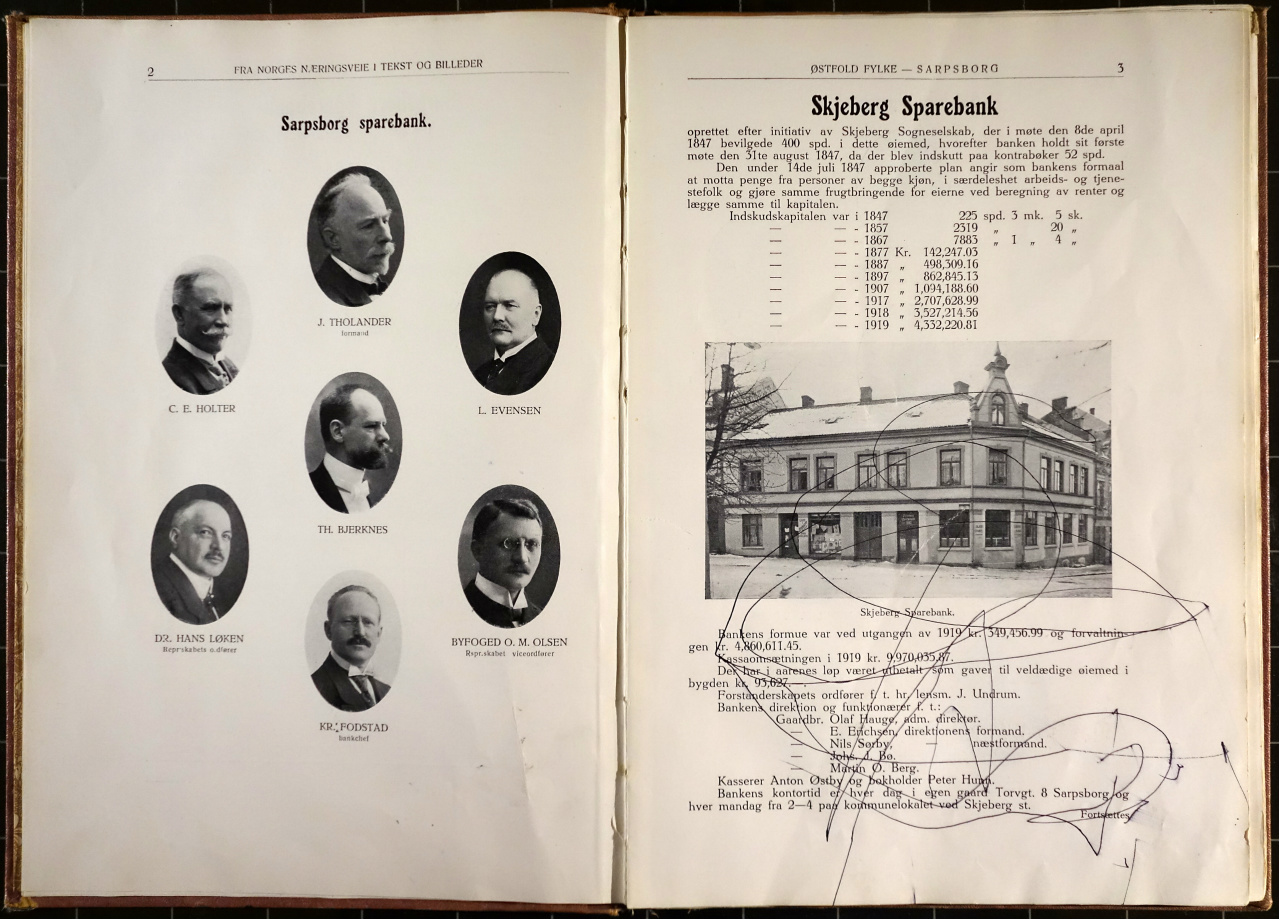 2
FRA NORGES NÆRINGSVEIE I TEKST OG BILLEDER
Sarpsborg sparebank.
J. THOLANDER
formand
C. E. HOLTER
L. EVENSEN
TH. BJERKNES
DR. HANS LØKEN
Repr.skabets o.dfører
BYFOGED O. M. OLSEN
Repr.skabet viceordfører
KR. FODSTAD
bankchef
ØSTFOLD FYLKE — SARPSBORG
3
Skjeberg Sparebank
oprettet efter initiativ av Skjeberg Sogneselskab, der i møte den 8de april
1847 bevilgede 400 spd. i dette øiemed, hvorefter banken holdt sit første
møte den 31te august 1847, da der blev indskutt paa kontrabøker 52 spd.
Den under 14de juli 1847 approberte plan angir som bankens formaal
at motta penge fra personer av begge kjøn, i særdeleshet arbeids- og tjene-
stefolk og gjøre samme frugtbringende for eierne ved beregning av renter og
lægge samme til kapitalen.
Indskudskapitalen var i 1847 225 spd. 3 mk. 5 sk.
— — - 1857 2319 „ 20 „
— — - 1867 7883 „ 1 „ 4 „
— — - 1877 Kr. 142,247.03
— — - 1887 „ 498,309.16
— — - 1897 „ 862,845.13
— — - 1907 „ 1,094,188.60
— — - 1917 „ 2,707,628.99
— — - 1918 „ 3,527,214.56
— — - 1919 „ 4,332,220.81
Skjeberg Sparebank.
Bankens formue var ved utgangen av 1919 kr. 349,456.99 og forvaltnin-
gen kr. 4,860,611.45.
Kassaomsætningen i 1919 kr. 9,970,035.87.
Der har i aarenes løp været utbetalt som gaver til veldædige øiemed i
bygden kr. 93,627.—
Forstanderskapets ordfører f. t. hr. lensm. J. Undrum.
Bankens direktion og funktionærer f. t.:
Gaardbr. Olaf Hauge, adm. direktør.
— E. Erichsen, direktionens formand.
— Nils Sørby, — næstformand.
— Johs. J. Bø.
— Martin Ø. Berg.
Kasserer Anton Østby og bokholder Peter Hunn.
Bankens kontortid er hver dag i egen gaard Torvgt. 8 Sarpsborg og
hver mandag fra 2—4 paa kommunelokalet ved Skjeberg st.
Fortsættes